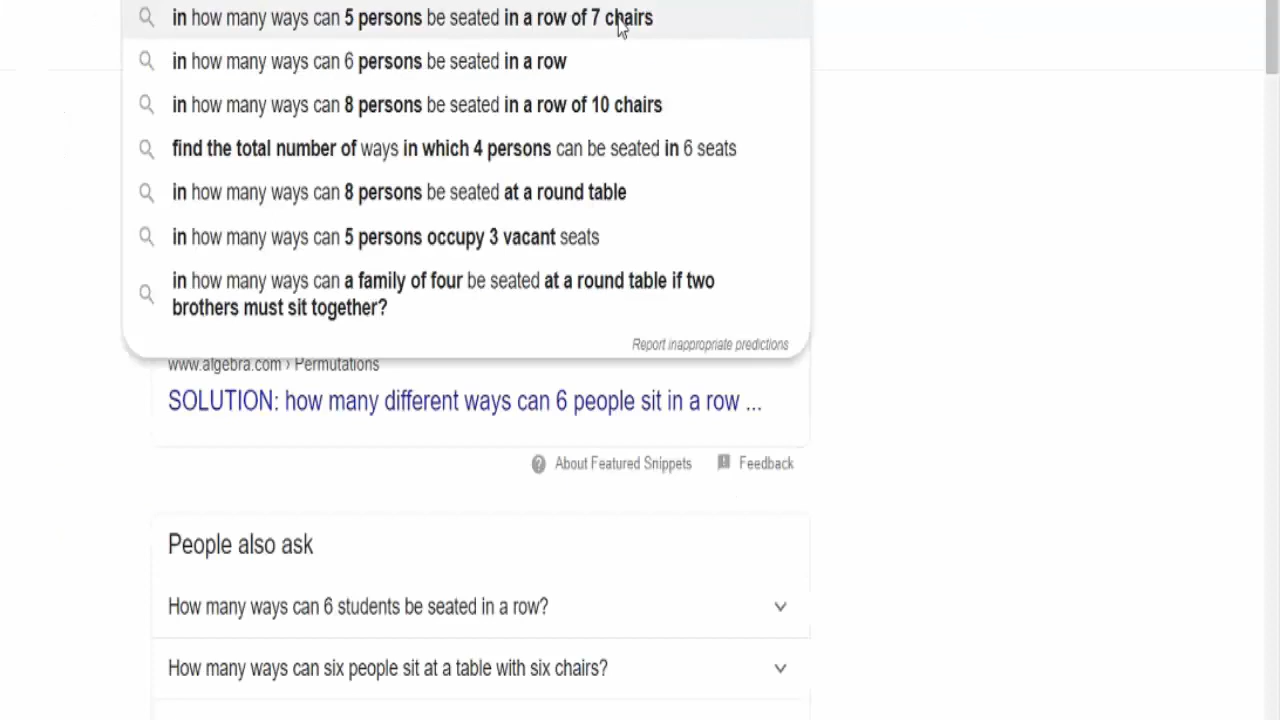 in how many ways can 5 persons be seated in a row of 7 chairs
in how many ways can 6 persons be seated in a row
in how many ways can 8 persons be seated in a row of 10 chairs
find the total number of ways in which 4 persons can be seated in 6 seats
in how many ways can 8 persons be seated at a round table
in how many ways can 5 persons occupy 3 vacant seats
in how many ways can a family of four be seated at a round table if two
brothers must sit together?
Report inappropriate predictions
www.algebra.com › Permutations
SOLUTION: how many different ways can 6 people sit in a row ...
About Featured Snippets Feedback
People also ask
How many ways can 6 students be seated in a row?
How many ways can six people sit at a table with six chairs?